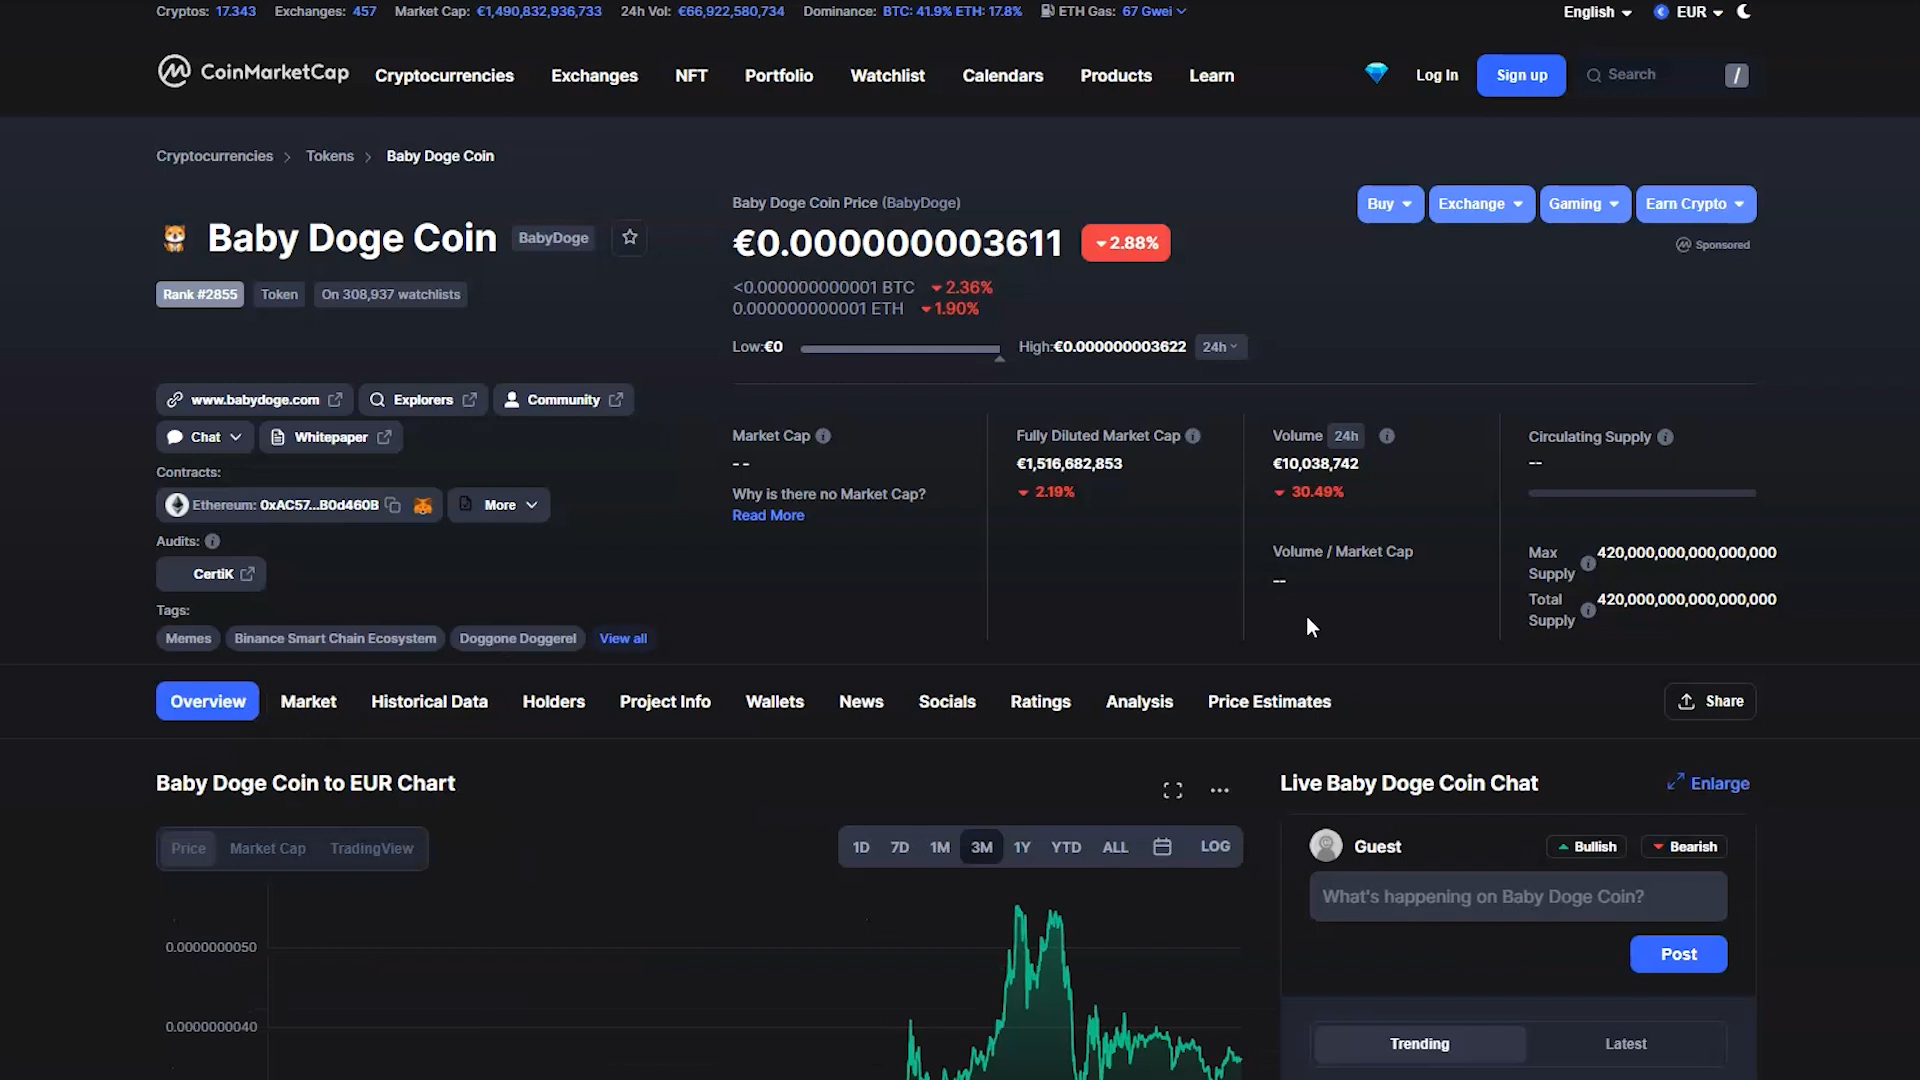 Cryptos: 17.343 Exchanges: 457 Market Cap: €1,490,832,936,733 24h Vol: €66,922,580,734 Dominance: BTC: 41.9% ETH: 17.8% ETH Gas: 67 Gwei English EUR
CoinMarketCap Cryptocurrencies Exchanges NFT Portfolio Watchlist Calendars Products Learn Log In Sign up Search /
Cryptocurrencies > Tokens > Baby Doge Coin
Baby Doge Coin BabyDoge
Rank #2855 Token On 308,937 watchlists
www.babydoge.com Explorers Community
Chat Whitepaper
Contracts:
Ethereum: 0xAC57...B0d460B More
Audits:
CertiK
Tags:
Memes Binance Smart Chain Ecosystem Doggone Doggerel View all
Baby Doge Coin Price (BabyDoge)
€0.000000003611 2.88%
<0.000000000001 BTC 2.36%
0.000000000001 ETH 1.90%
Low:€0 High:€0.000000003622 24h
Buy Exchange Gaming Earn Crypto
Sponsored
Market Cap
- -
Why is there no Market Cap?
Read More
Fully Diluted Market Cap
€1,516,682,853
2.19%
Volume 24h
€10,038,742
30.49%
Volume / Market Cap
--
Circulating Supply
--
Max Supply 420,000,000,000,000,000
Total Supply 420,000,000,000,000,000
Overview Market Historical Data Holders Project Info Wallets News Socials Ratings Analysis Price Estimates Share
Baby Doge Coin to EUR Chart
Price Market Cap TradingView 1D 7D 1M 3M 1Y YTD ALL LOG
0.0000000050
0.0000000040
Live Baby Doge Coin Chat Enlarge
Guest Bullish Bearish
What's happening on Baby Doge Coin?
Post
Trending Latest